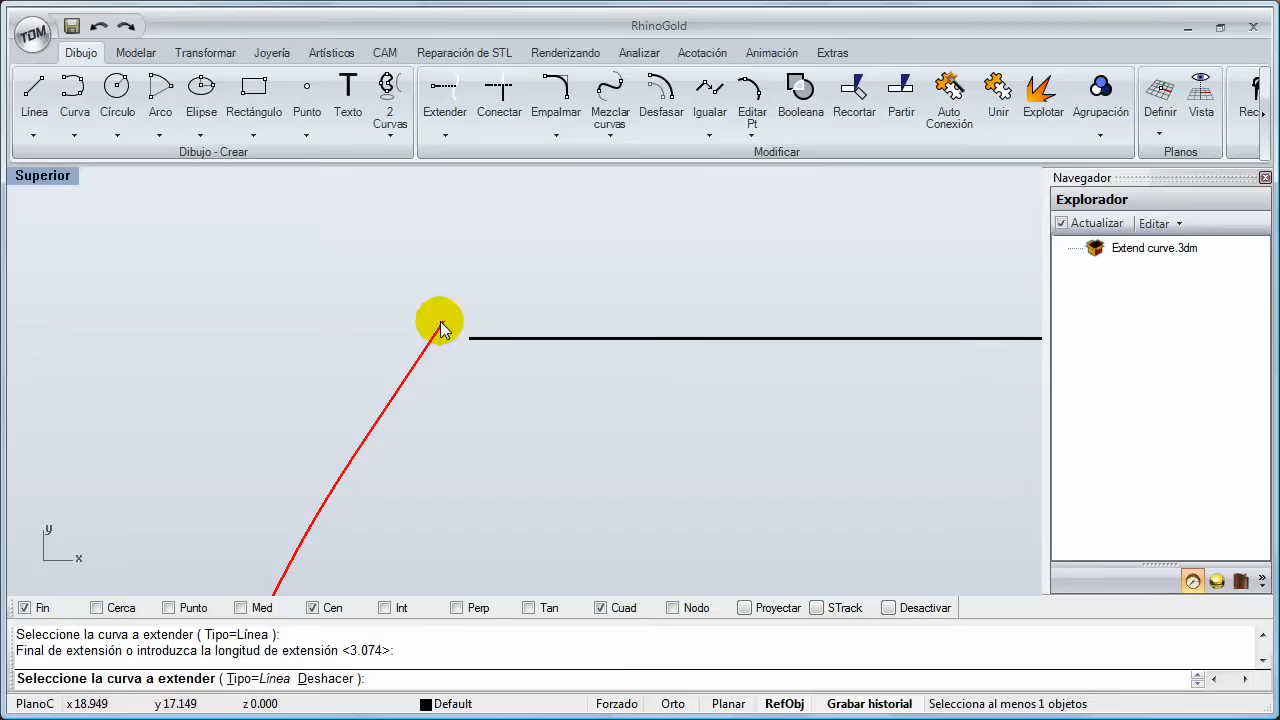 TDM
RhinoGold
Dibujo Modelar Transformar Joyería Artísticos CAM Reparación de STL Renderizando Analizar Acotación Animación Extras
Línea Curva Círculo Arco Elipse Rectángulo Punto Texto 2 Curvas
Extender Conectar Empalmar Mezclar curvas Desfasar Igualar Editar Pt Booleana Recortar Partir Auto Conexión Unir Explotar Agrupación
Definir Vista Rec
Dibujo - Crear Modificar Planos
Superior
Navegador
Explorador
Actualizar Editar
Extend curve.3dm
y
x
Fin Cerca Punto Med Cen Int Perp Tan Cuad Nodo Proyectar STrack Desactivar
Seleccione la curva a extender ( Tipo=Línea ):
Final de extensión o introduzca la longitud de extensión <3.074>:
Seleccione la curva a extender ( Tipo=Línea Deshacer ):
PlanoC x 18.949 y 17.149 z 0.000 Default Forzado Orto Planar RefObj Grabar historial Selecciona al menos 1 objetos